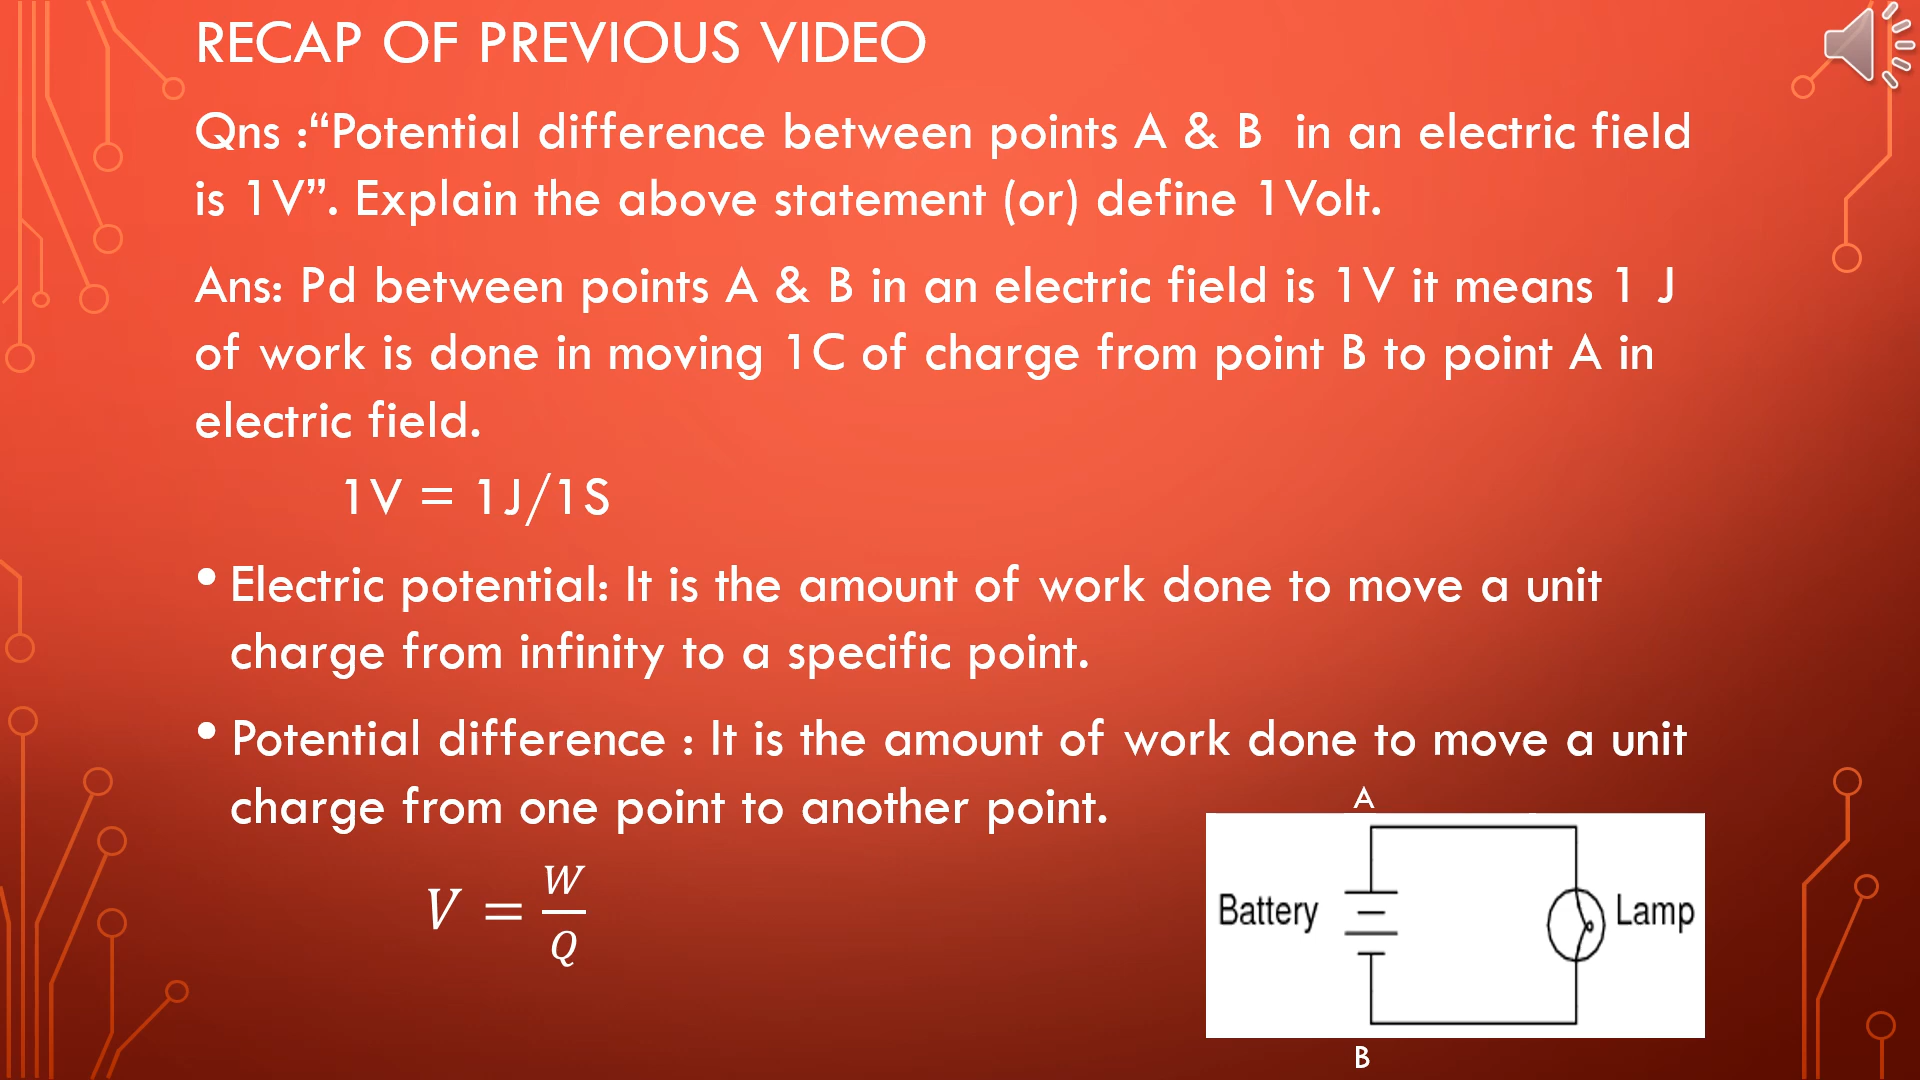 RECAP OF PREVIOUS VIDEO
Qns :“Potential difference between points A & B in an electric field
is 1V”. Explain the above statement (or) define 1Volt.
Ans: Pd between points A & B in an electric field is 1V it means 1 J
of work is done in moving 1C of charge from point B to point A in
electric field.
1V = 1J/1S
• Electric potential: It is the amount of work done to move a unit
charge from infinity to a specific point.
• Potential difference : It is the amount of work done to move a unit
charge from one point to another point.
V = W/Q
A
Battery
Lamp
B